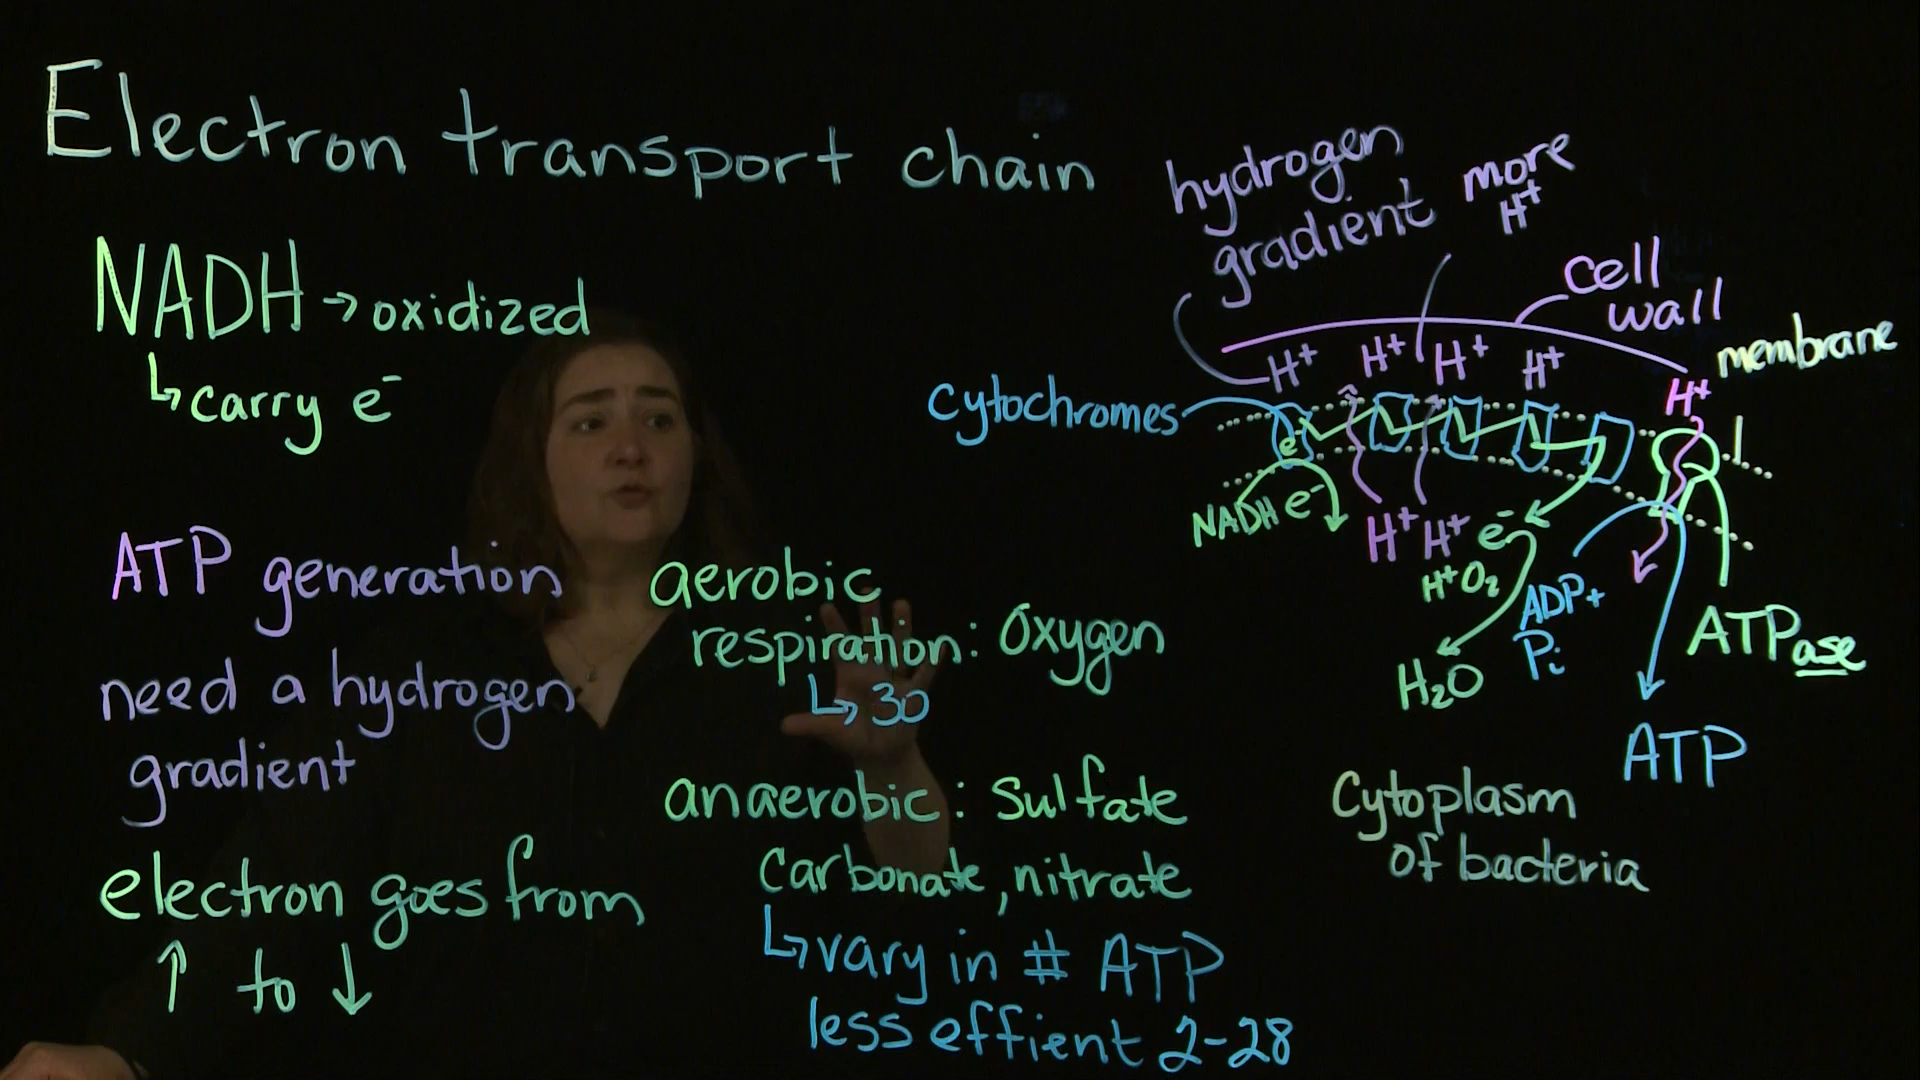 Electron transport chain
NADH → oxidized
↳ carry e⁻
ATP generation
need a hydrogen
gradient
electron goes from
↑ to ↓
aerobic
respiration: Oxygen
↳ 30
anaerobic: Sulfate
Carbonate, nitrate
↳ vary in # ATP
less effient 2-28
hydrogen
gradient
more
H⁺
Cell
wall
membrane
H⁺ H⁺ H⁺ H⁺
H⁺
Cytochromes
e⁻
NADH e⁻
H⁺ H⁺ e⁻
H⁺ O₂
H₂O
ADP+
Pi
ATPase
ATP
Cytoplasm
of bacteria